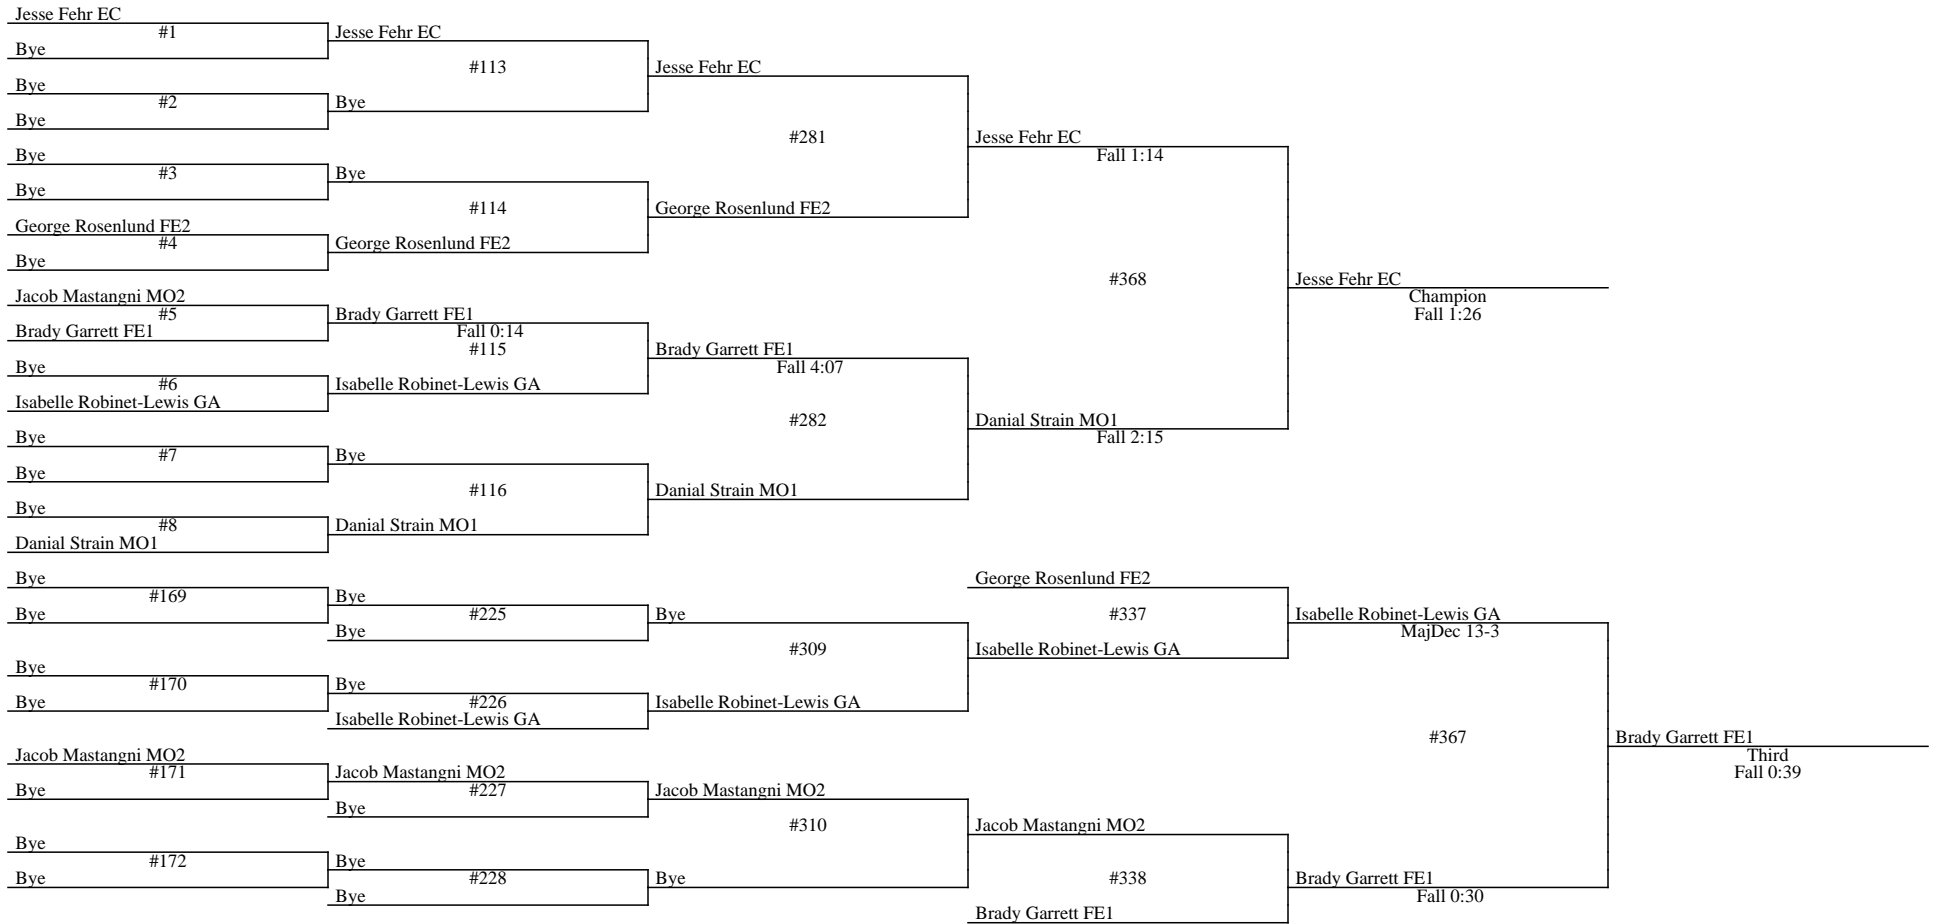 Jesse Fehr EC
#1
Bye
Jesse Fehr EC
#113
Bye
#2
Bye
Bye
Jesse Fehr EC
#281
Bye
#3
Bye
Bye
#114
George Rosenlund FE2
#4
Bye
George Rosenlund FE2
George Rosenlund FE2
Jesse Fehr EC
Fall 1:14
#368
Jacob Mastangni MO2
#5
Brady Garrett FE1
Brady Garrett FE1
Fall 0:14
#115
Bye
#6
Isabelle Robinet-Lewis GA
Isabelle Robinet-Lewis GA
Brady Garrett FE1
Fall 4:07
#282
Bye
#7
Bye
Bye
#116
Bye
#8
Danial Strain MO1
Danial Strain MO1
Danial Strain MO1
Danial Strain MO1
Fall 2:15
Jesse Fehr EC
Champion
Fall 1:26
Bye
#169
Bye
Bye
#225
Bye
Bye
#309
Bye
#170
Bye
Bye
#226
Isabelle Robinet-Lewis GA
Isabelle Robinet-Lewis GA
George Rosenlund FE2
#337
Isabelle Robinet-Lewis GA
Isabelle Robinet-Lewis GA
MajDec 13-3
#367
Jacob Mastangni MO2
#171
Bye
Jacob Mastangni MO2
#227
Bye
Jacob Mastangni MO2
#310
Bye
#172
Bye
Bye
#228
Bye
Bye
Jacob Mastangni MO2
#338
Brady Garrett FE1
Brady Garrett FE1
Fall 0:30
Brady Garrett FE1
Third
Fall 0:39